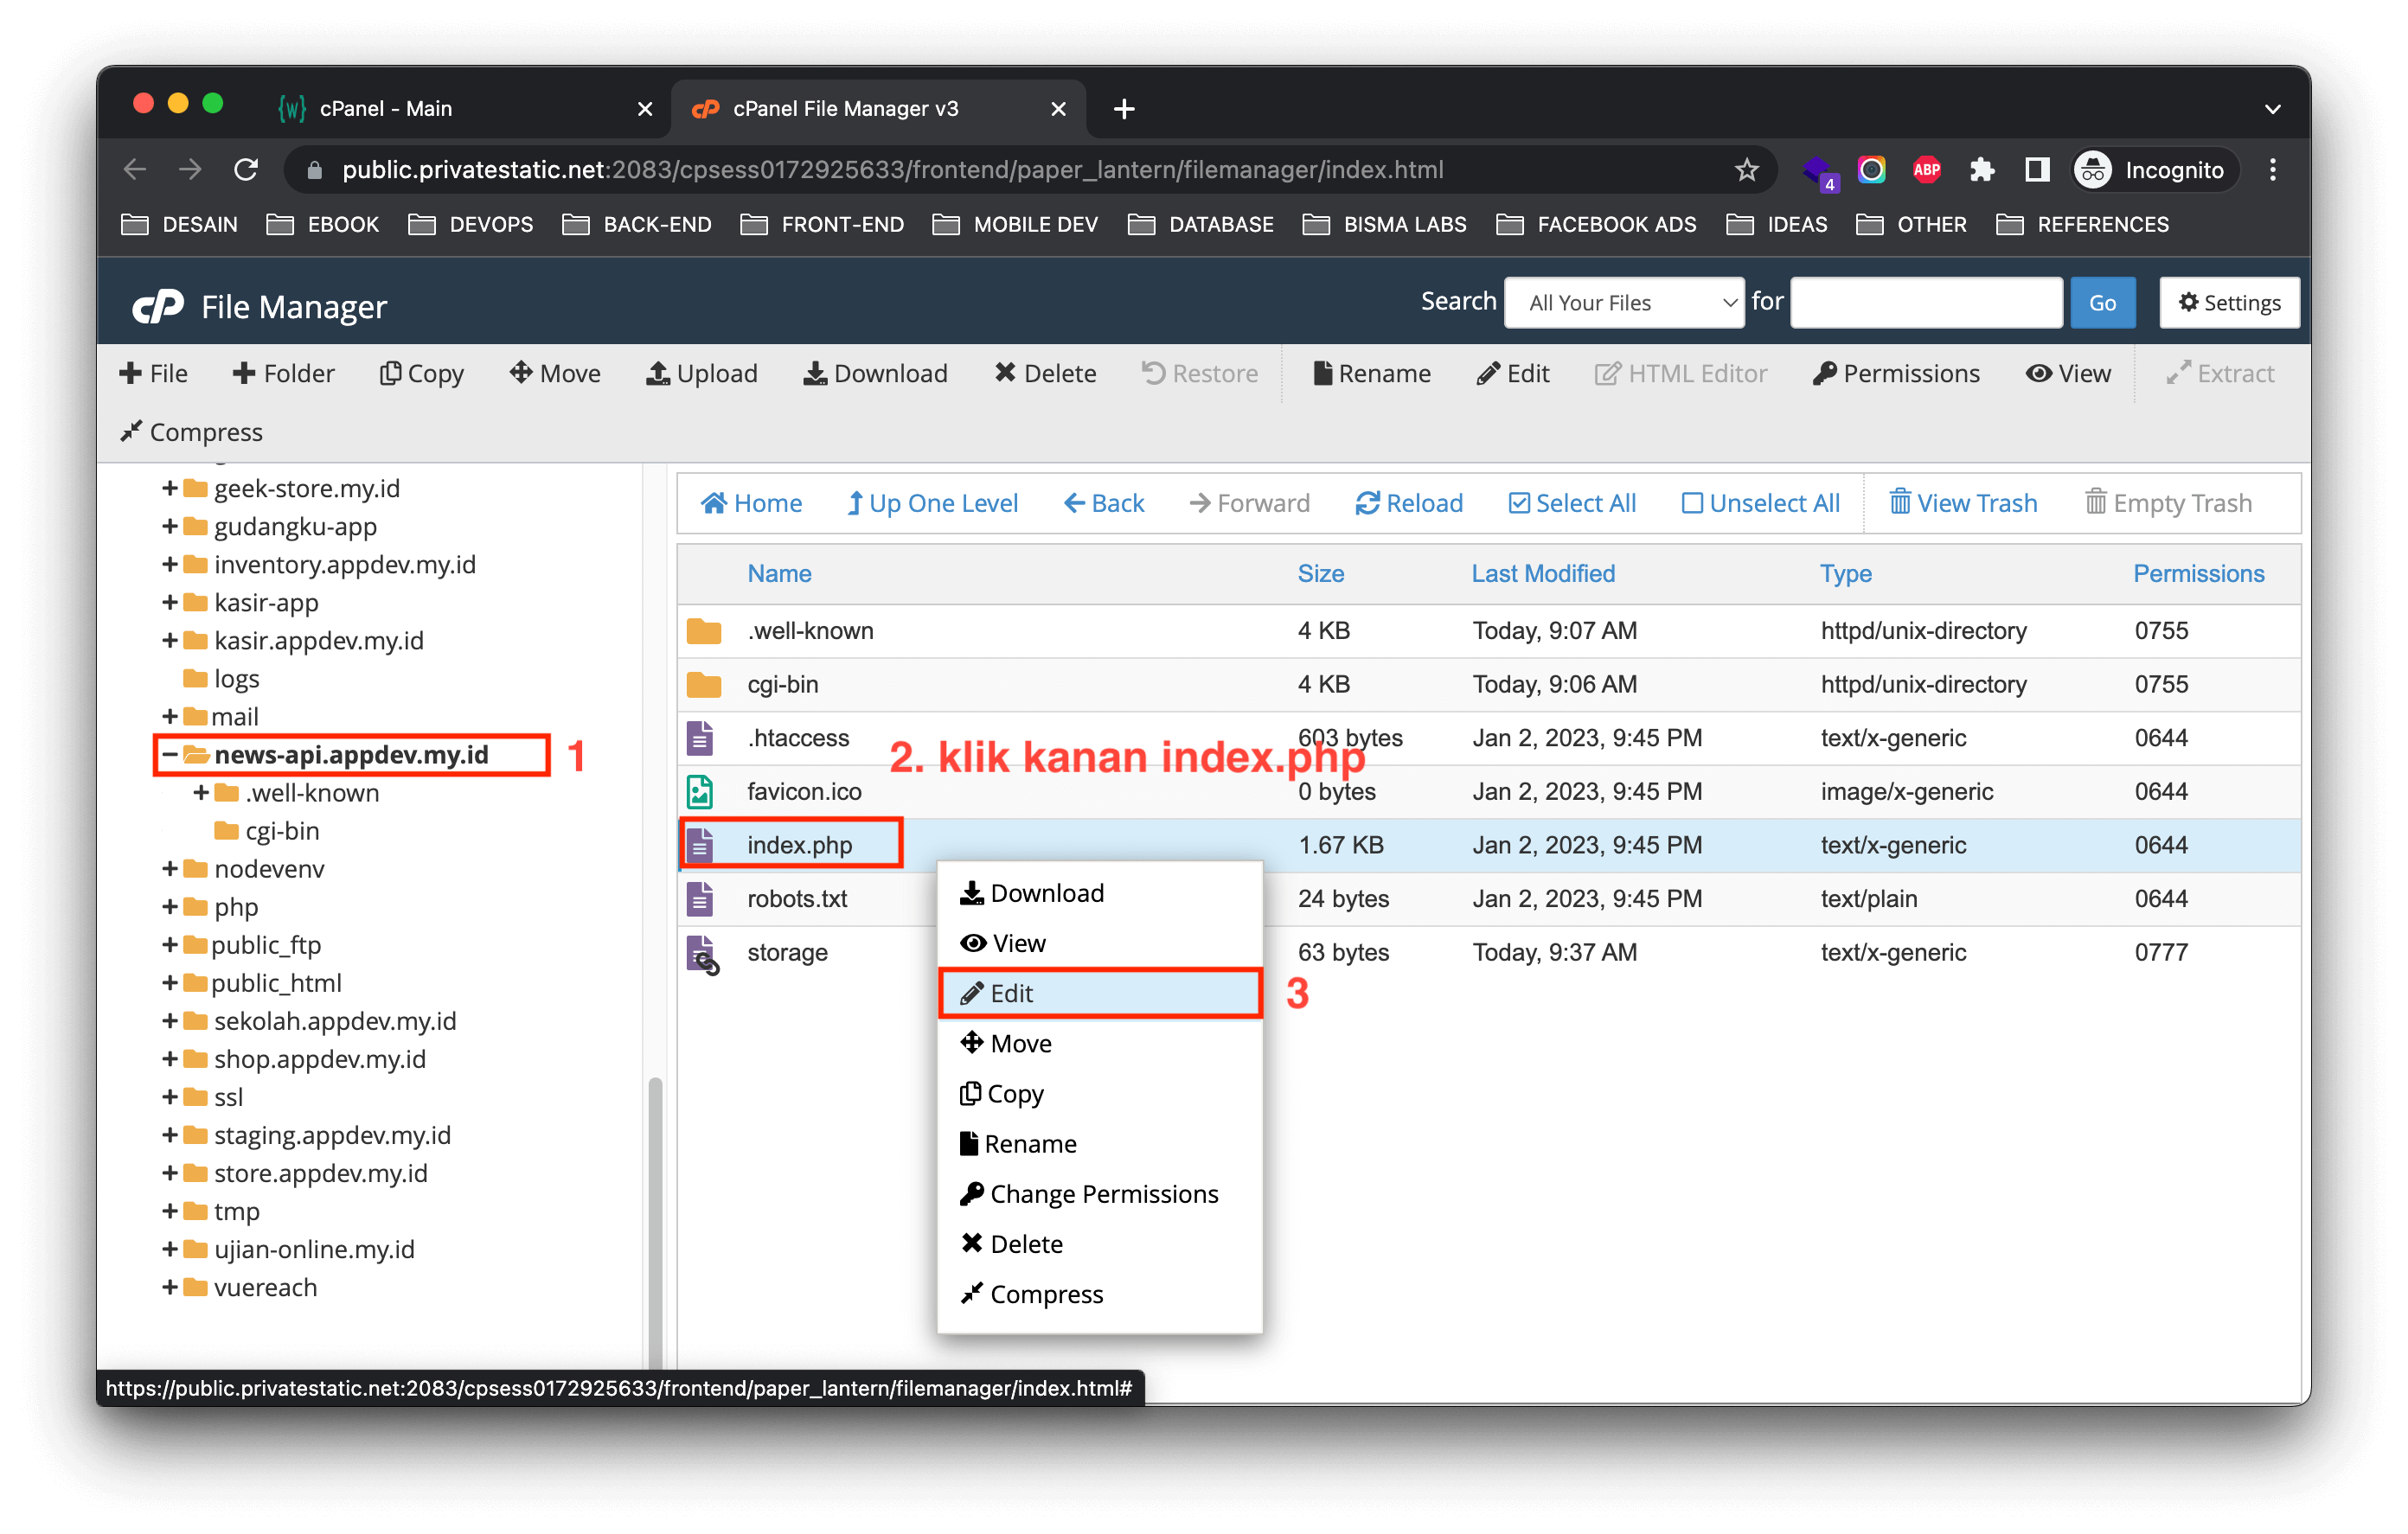 cPanel - Main
cPanel File Manager v3
public.privatestatic.net:2083/cpsess0172925633/frontend/paper_lantern/filemanager/index.html
4
ABP
Incognito
DESAIN EBOOK DEVOPS BACK-END FRONT-END MOBILE DEV DATABASE BISMA LABS FACEBOOK ADS IDEAS OTHER REFERENCES
cP File Manager
Search All Your Files for Go Settings
File Folder Copy Move Upload Download Delete Restore Rename Edit HTML Editor Permissions View Extract
Compress
geek-store.my.id
gudangku-app
inventory.appdev.my.id
kasir-app
kasir.appdev.my.id
logs
mail
news-api.appdev.my.id 1
.well-known
cgi-bin
nodevenv
php
public_ftp
public_html
sekolah.appdev.my.id
shop.appdev.my.id
ssl
staging.appdev.my.id
store.appdev.my.id
tmp
ujian-online.my.id
vuereach
Home Up One Level Back Forward Reload Select All Unselect All View Trash Empty Trash
Name Size Last Modified Type Permissions
.well-known 4 KB Today, 9:07 AM httpd/unix-directory 0755
cgi-bin 4 KB Today, 9:06 AM httpd/unix-directory 0755
.htaccess 603 bytes Jan 2, 2023, 9:45 PM text/x-generic 0644
2. klik kanan index.php
favicon.ico 0 bytes Jan 2, 2023, 9:45 PM image/x-generic 0644
index.php 1.67 KB Jan 2, 2023, 9:45 PM text/x-generic 0644
robots.txt 24 bytes Jan 2, 2023, 9:45 PM text/plain 0644
storage 63 bytes Today, 9:37 AM text/x-generic 0777
Download
View
Edit 3
Move
Copy
Rename
Change Permissions
Delete
Compress
https://public.privatestatic.net:2083/cpsess0172925633/frontend/paper_lantern/filemanager/index.html#